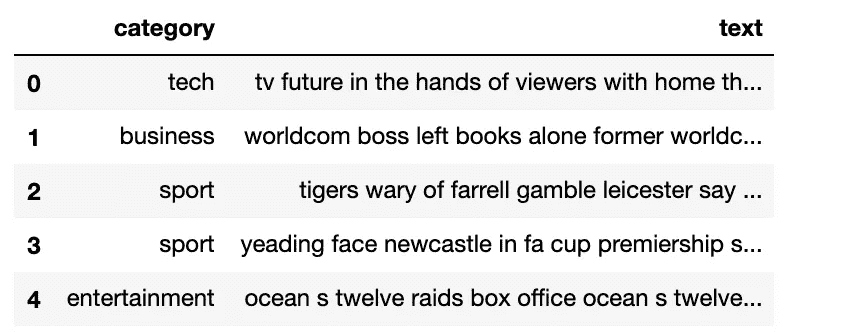 category text
0 tech tv future in the hands of viewers with home th...
1 business worldcom boss left books alone former worldc...
2 sport tigers wary of farrell gamble leicester say ...
3 sport yeading face newcastle in fa cup premiership s...
4 entertainment ocean s twelve raids box office ocean s twelve...